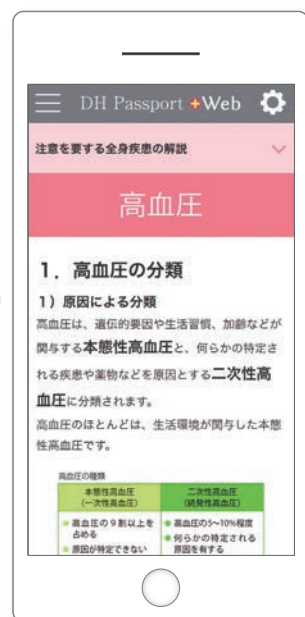 DH Passport +Web
注意を要する全身疾患の解説
高血圧
1. 高血圧の分類
1)原因による分類
高血圧は、遺伝的要因や生活習慣、加齢などが
関与する本態性高血圧と、何らかの特定さ
れる疾患や薬物などを原因とする二次性高
血圧に分類されます。
高血圧のほとんどは、生活環境が関与した本態
性高血圧です。
高血圧の種類
本態性高血圧
(一次性高血圧)
二次性高血圧
(続発性高血圧)
高血圧の9割以上を
占める
原因が特定できない
高血圧の5〜10%程度
何らかの特定される
原因を有する